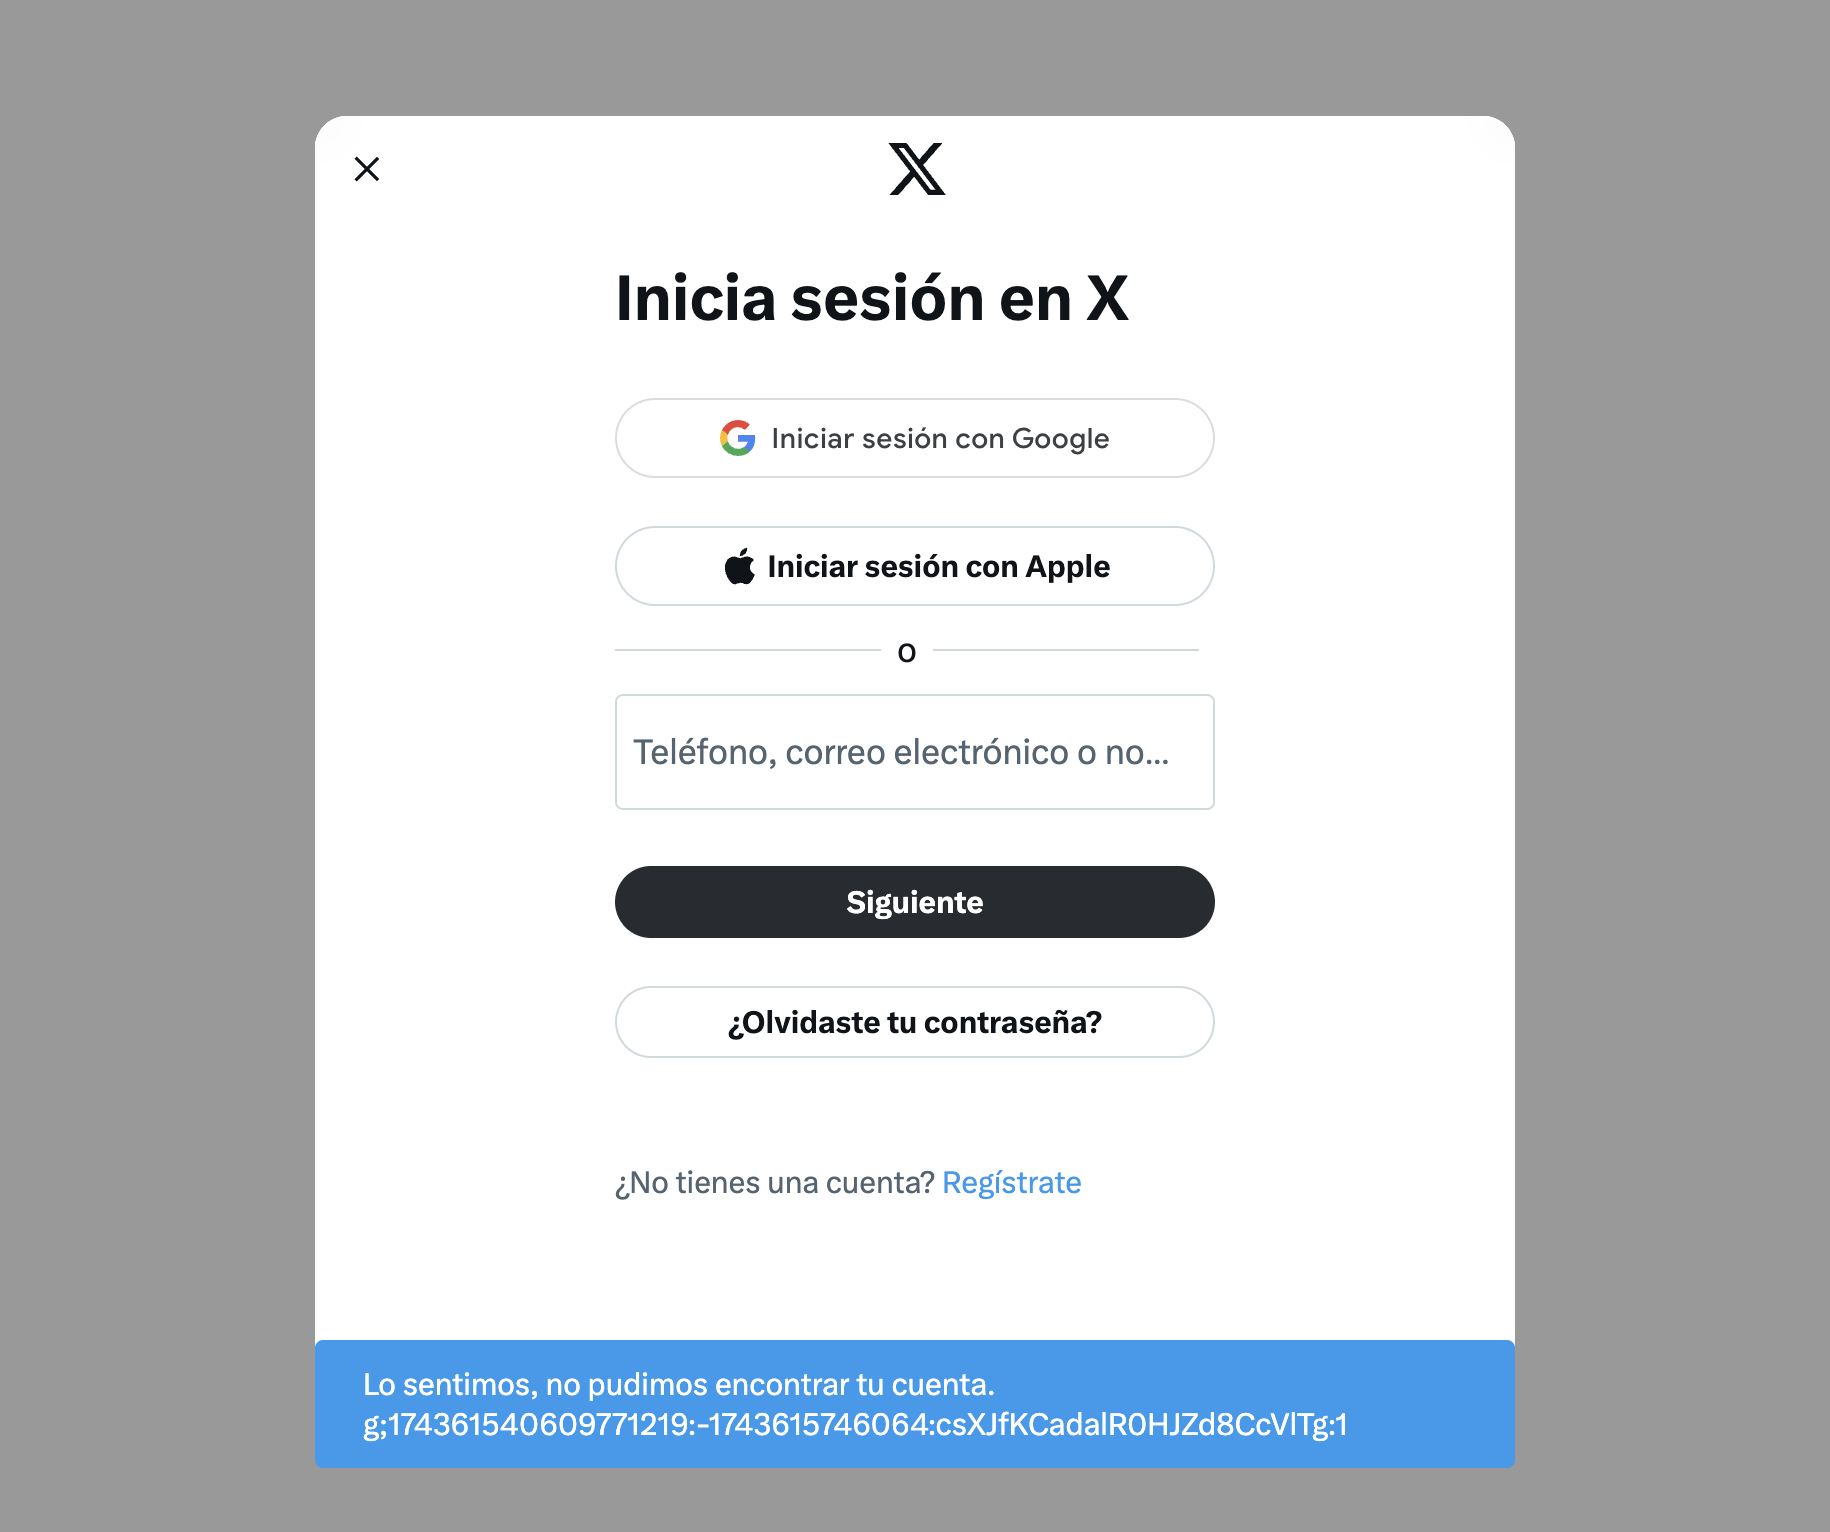 Inicia sesión en X
Iniciar sesión con Google
Iniciar sesión con Apple
o
Teléfono, correo electrónico o no...
Siguiente
¿Olvidaste tu contraseña?
¿No tienes una cuenta? Regístrate
Lo sentimos, no pudimos encontrar tu cuenta.
g;174361540609771219:-1743615746064:csXJfKCadalR0HJZd8CcVlTg:1